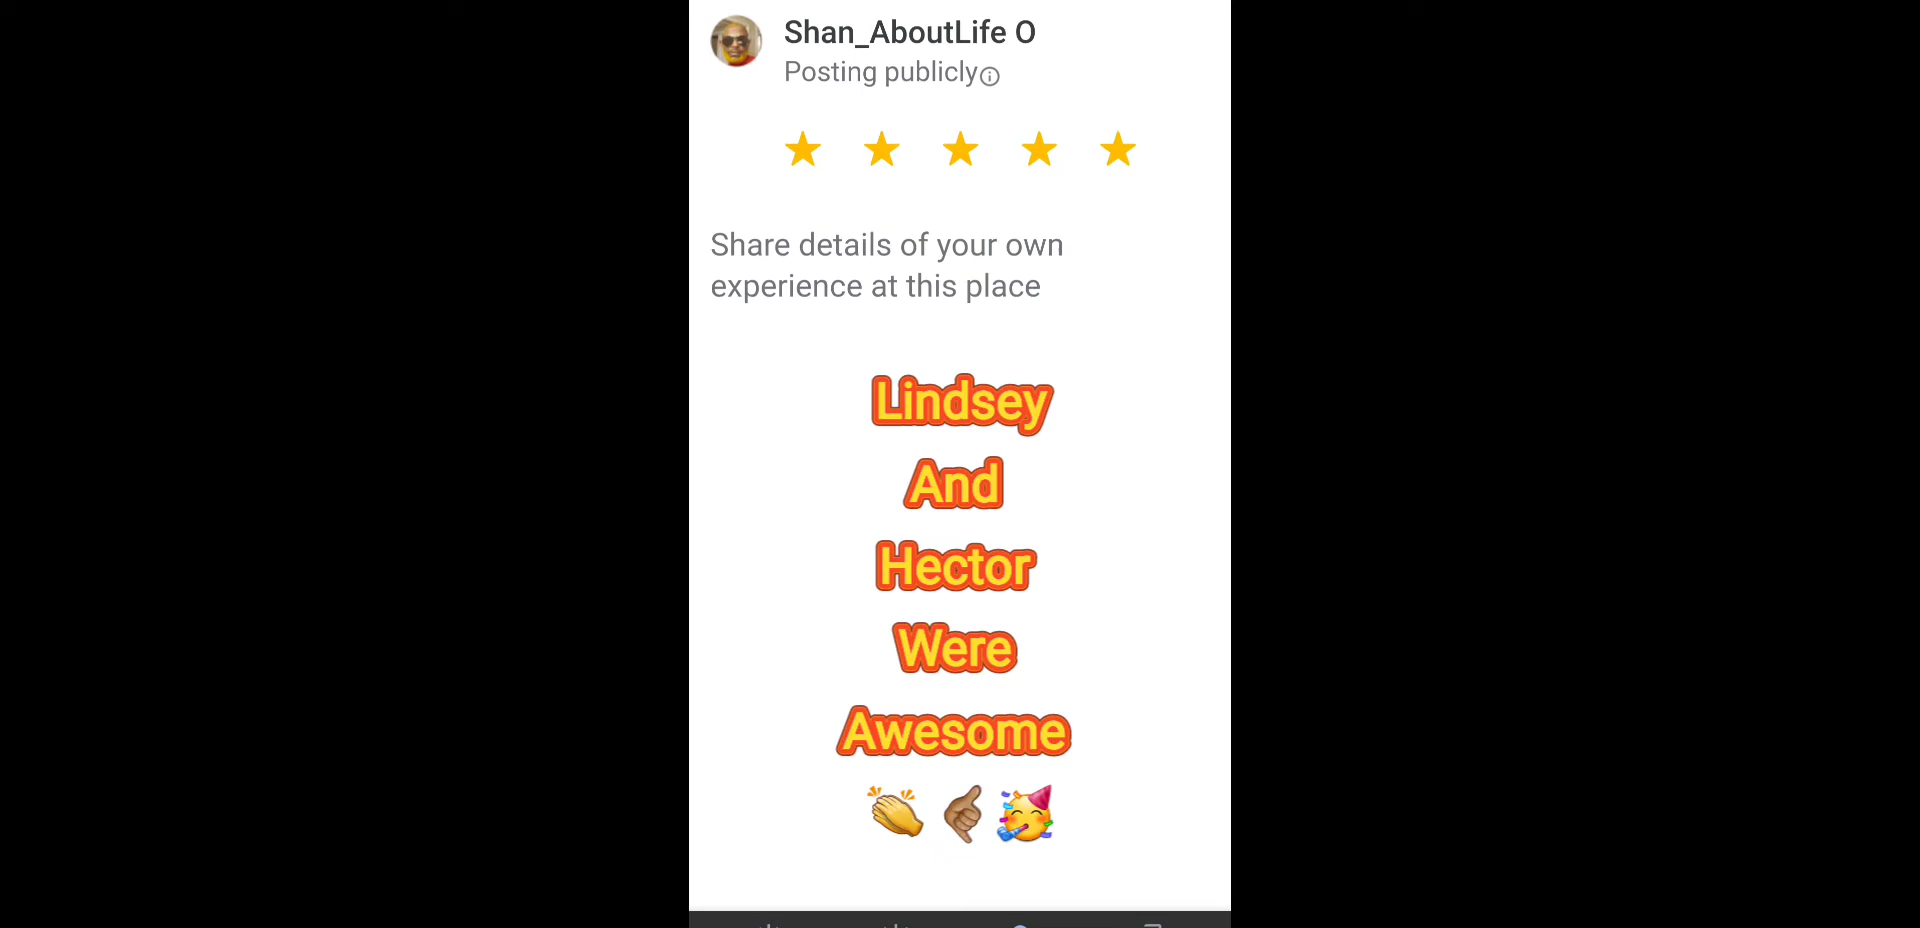 Shan_AboutLife O
Posting publicly
Share details of your own
experience at this place
Lindsey
And
Hector
Were
Awesome